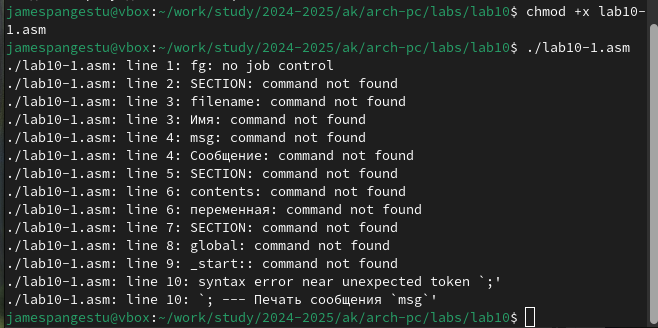 jamespangestu@vbox:~/work/study/2024-2025/ak/arch-pc/labs/lab10$ chmod +x lab10-
1.asm
jamespangestu@vbox:~/work/study/2024-2025/ak/arch-pc/labs/lab10$ ./lab10-1.asm
./lab10-1.asm: line 1: fg: no job control
./lab10-1.asm: line 2: SECTION: command not found
./lab10-1.asm: line 3: filename: command not found
./lab10-1.asm: line 3: Имя: command not found
./lab10-1.asm: line 4: msg: command not found
./lab10-1.asm: line 4: Сообщение: command not found
./lab10-1.asm: line 5: SECTION: command not found
./lab10-1.asm: line 6: contents: command not found
./lab10-1.asm: line 6: переменная: command not found
./lab10-1.asm: line 7: SECTION: command not found
./lab10-1.asm: line 8: global: command not found
./lab10-1.asm: line 9: _start:: command not found
./lab10-1.asm: line 10: syntax error near unexpected token `;'
./lab10-1.asm: line 10: `; --- Печать сообщения `msg`'
jamespangestu@vbox:~/work/study/2024-2025/ak/arch-pc/labs/lab10$